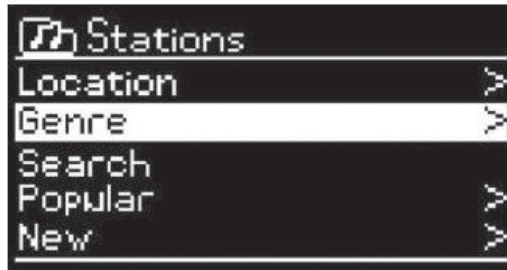 Stations
Location >
Genre >
Search
Popular >
New >